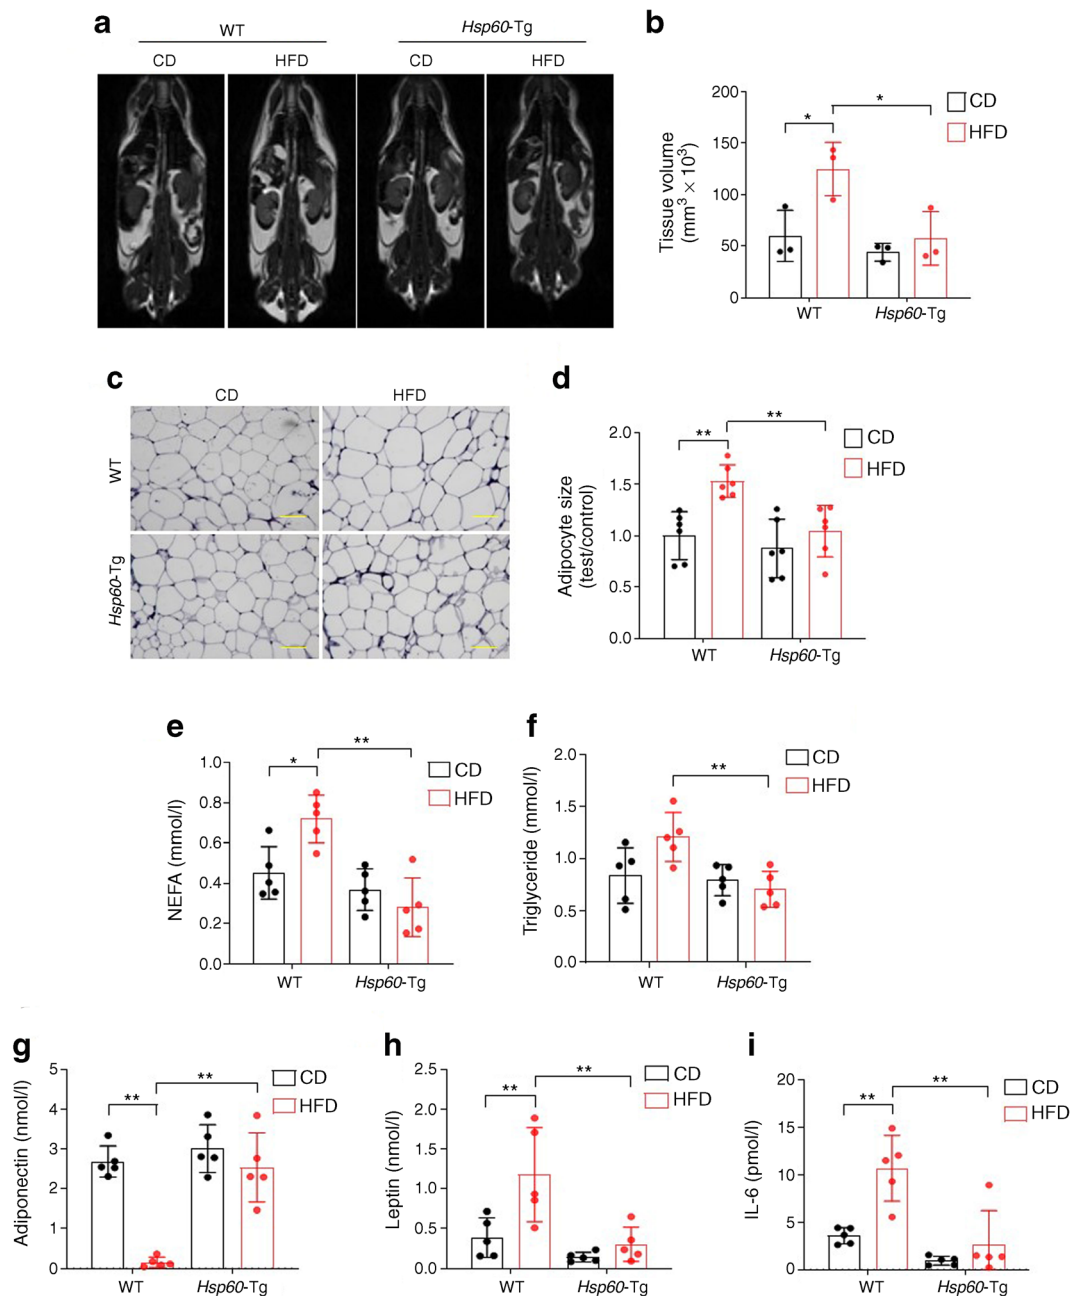 a
WT
Hsp60-Tg
CD
HFD
CD
HFD
b
Tissue volume
(mm³ × 10³)
200
150
100
50
0
*
*
CD
HFD
WT
Hsp60-Tg
c
CD
HFD
WT
Hsp60-Tg
d
Adipocyte size
(test/control)
2.0
1.5
1.0
0.5
0.0
**
**
CD
HFD
WT
Hsp60-Tg
e
NEFA (mmol/l)
1.0
0.8
0.6
0.4
0.2
0.0
*
**
CD
HFD
WT
Hsp60-Tg
f
Triglyceride (mmol/l)
2.0
1.5
1.0
0.5
0.0
**
CD
HFD
WT
Hsp60-Tg
g
Adiponectin (nmol/l)
5
4
3
2
1
0
**
**
CD
HFD
WT
Hsp60-Tg
h
Leptin (nmol/l)
2.5
2.0
1.5
1.0
0.5
0
**
**
CD
HFD
WT
Hsp60-Tg
i
IL-6 (pmol/l)
20
15
10
5
0
**
**
CD
HFD
WT
Hsp60-Tg